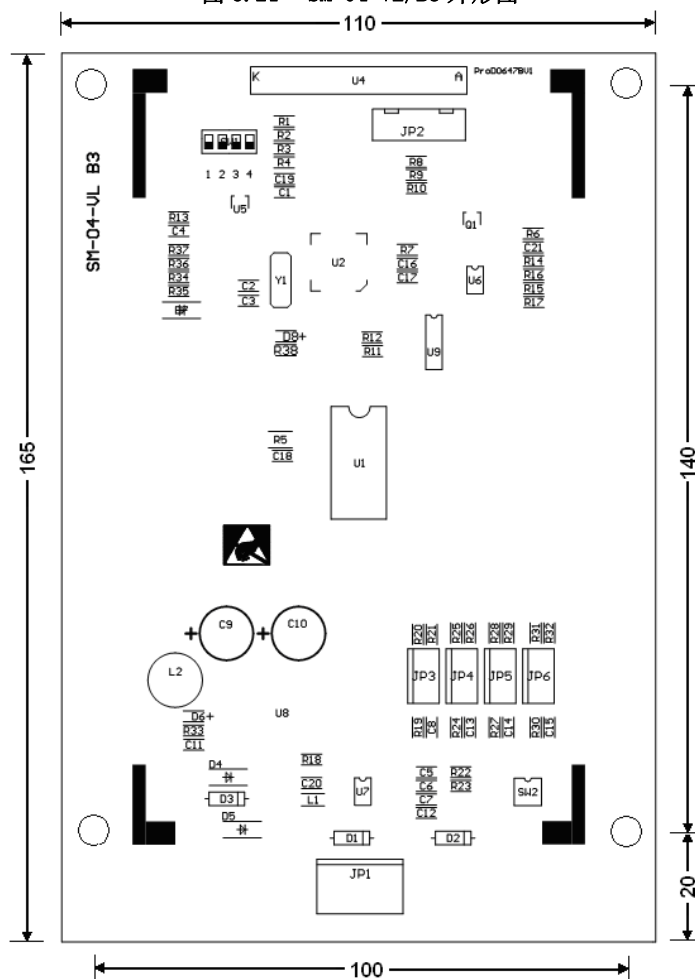 110
K U4 A
ProD0647BV1
JP2
SM-04-VL B3
1 2 3 4
R1
R2
R3
R4
C19
C1
R8
R9
R10
U5
Q1
R13
C4
R37
R36
R34
R35
U2
Y1
C2
C3
R7
C16
C17
U6
R6
C21
R14
R16
R15
R17
D8+
R38
R12
R11
U9
165
140
R5
C18
U1
+ C9
+ C10
L2
R20
R21
R25
R26
R28
R29
R31
R32
JP3
JP4
JP5
JP6
R19
C8
R24
C13
R27
C14
R30
C15
U8
D6+
R33
C11
D4
D3
D5
R18
C20
L1
U7
C5
C6
C7
C12
R22
R23
SW2
D1
D2
JP1
20
100